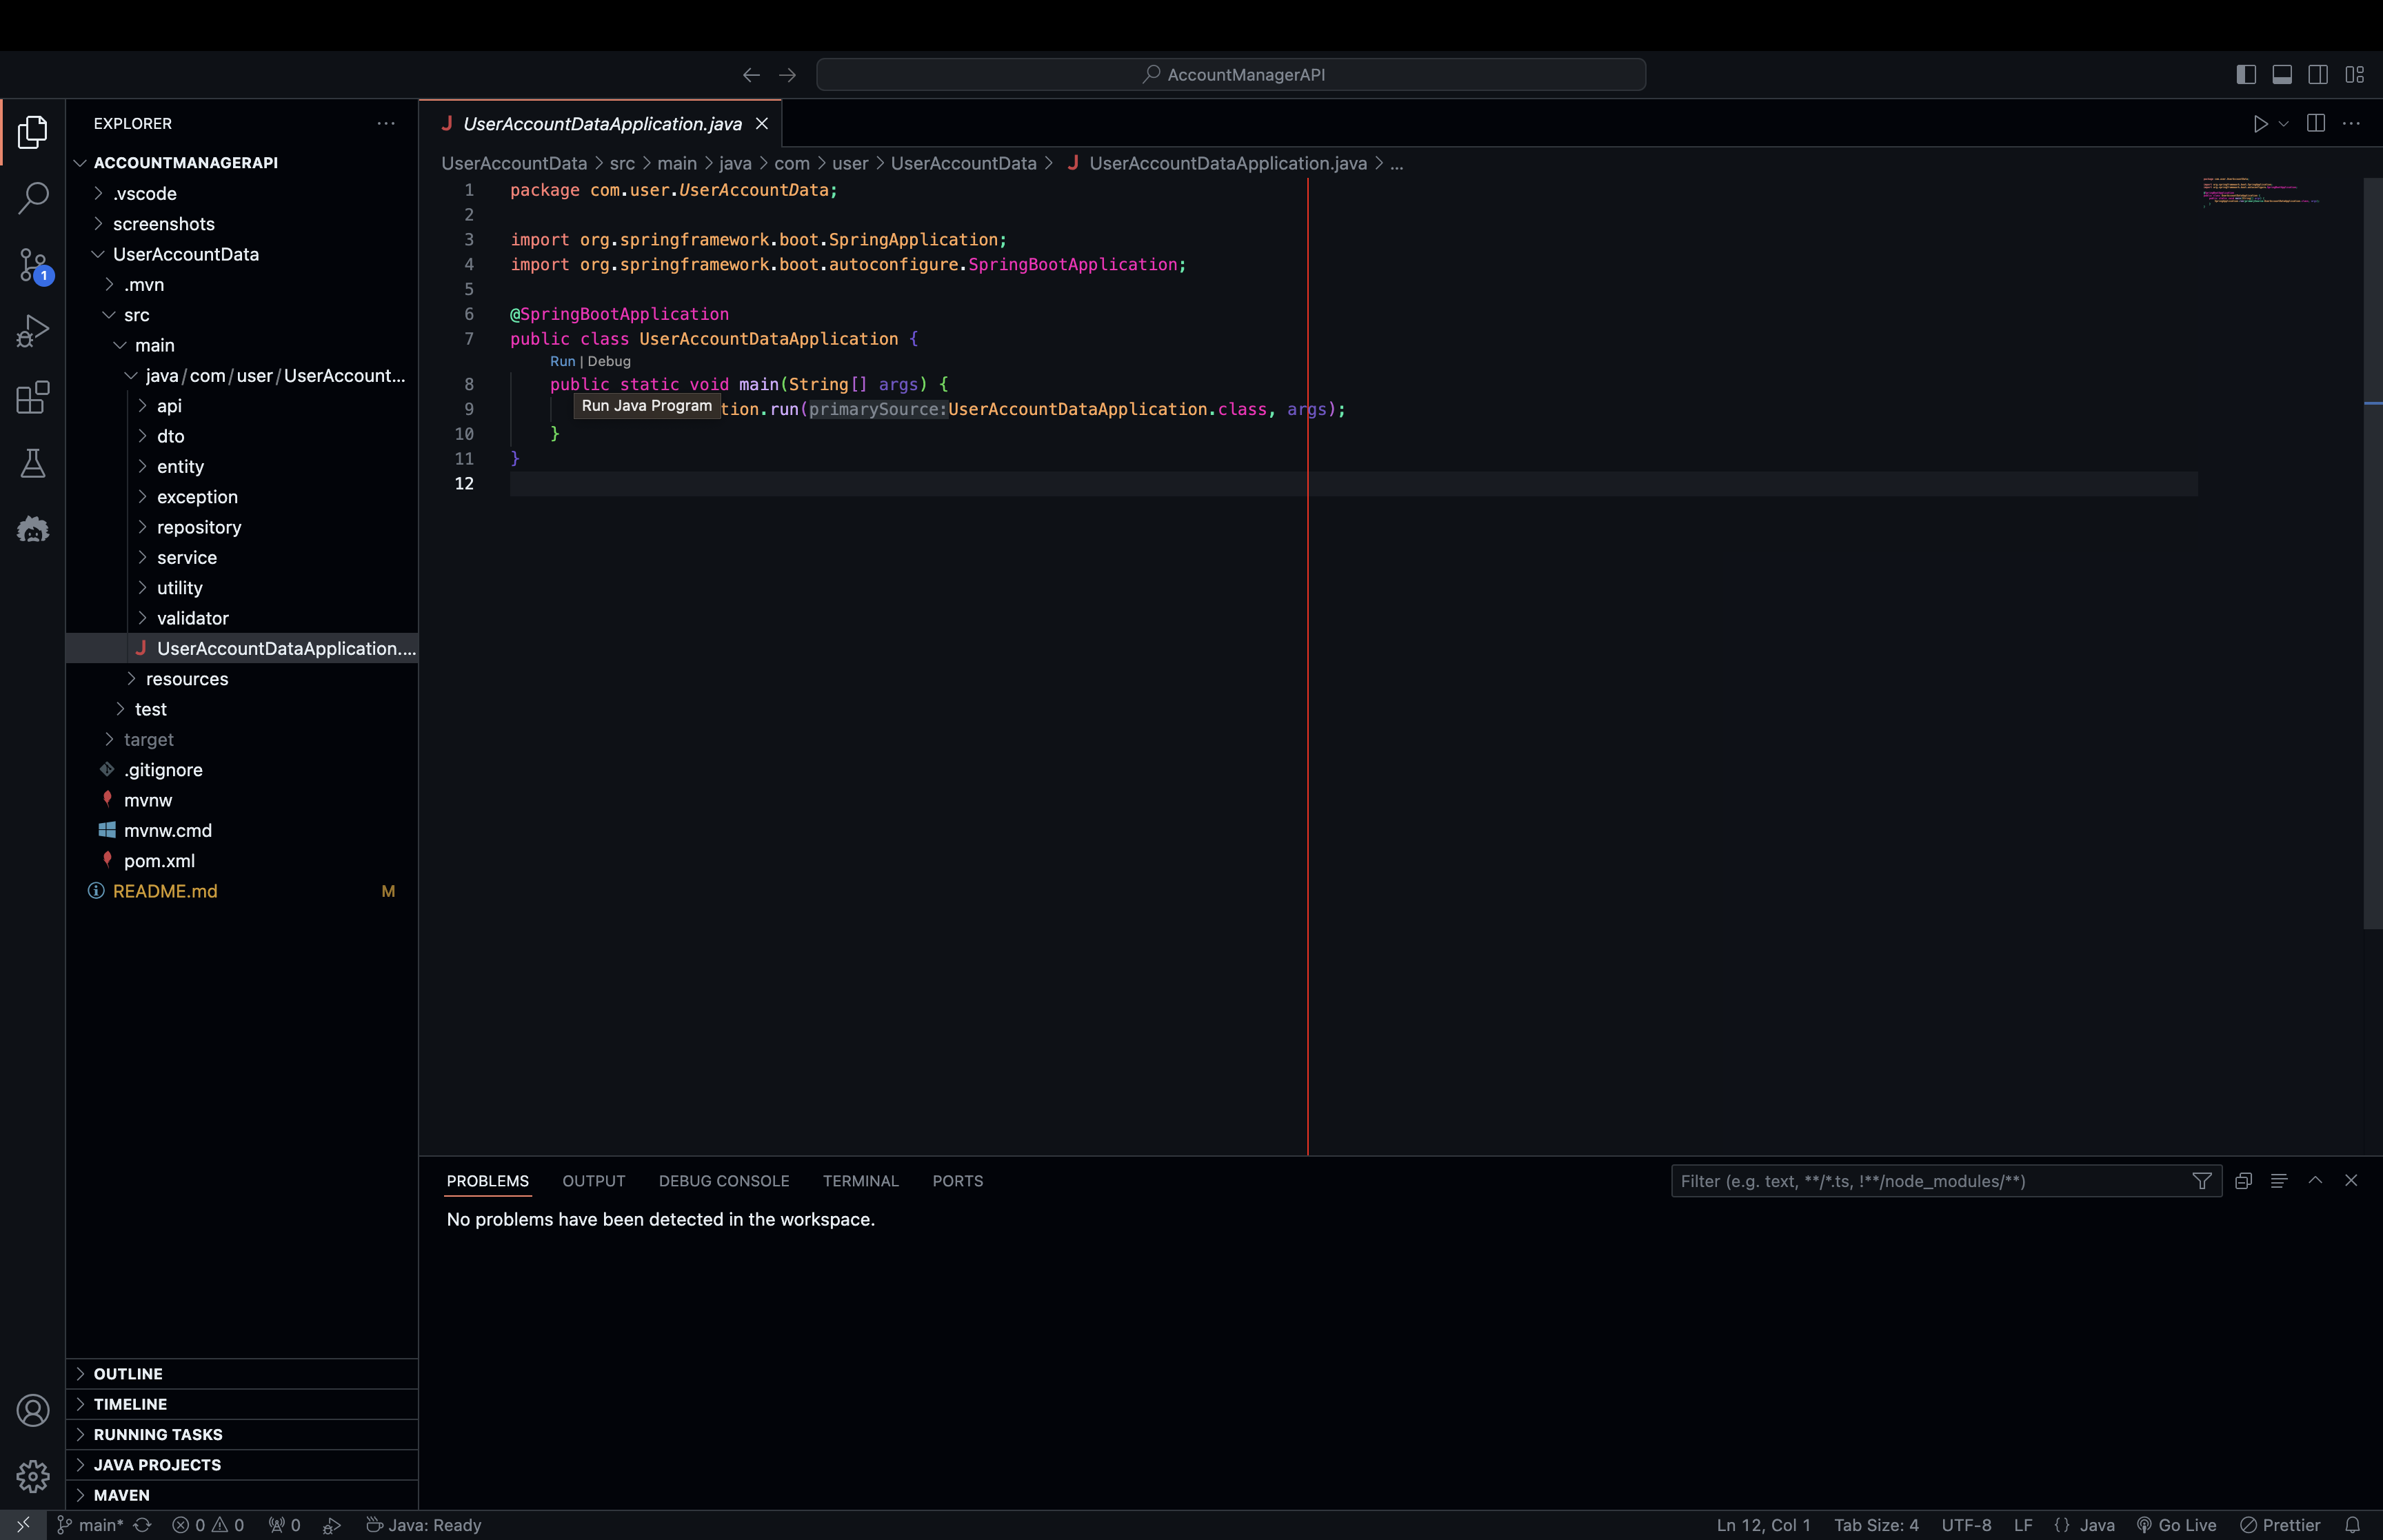 AccountManagerAPI
EXPLORER
ACCOUNTMANAGERAPI
.vscode
screenshots
UserAccountData
.mvn
src
main
java/com/user/UserAccount...
api
dto
entity
exception
repository
service
utility
validator
UserAccountDataApplication....
resources
test
target
.gitignore
mvnw
mvnw.cmd
pom.xml
README.md M
OUTLINE
TIMELINE
RUNNING TASKS
JAVA PROJECTS
MAVEN
1
UserAccountDataApplication.java
UserAccountData > src > main > java > com > user > UserAccountData > J UserAccountDataApplication.java > ...
1 package com.user.UserAccountData;
2
3 import org.springframework.boot.SpringApplication;
4 import org.springframework.boot.autoconfigure.SpringBootApplication;
5
6 @SpringBootApplication
7 public class UserAccountDataApplication {
Run | Debug
8 public static void main(String[] args) {
9 tion.run(primarySource:UserAccountDataApplication.class, args);
Run Java Program
10 }
11 }
12
PROBLEMS OUTPUT DEBUG CONSOLE TERMINAL PORTS
Filter (e.g. text, **/*.ts, !**/node_modules/**)
No problems have been detected in the workspace.
main* 0 0 0 Java: Ready
Ln 12, Col 1 Tab Size: 4 UTF-8 LF {} Java Go Live Prettier